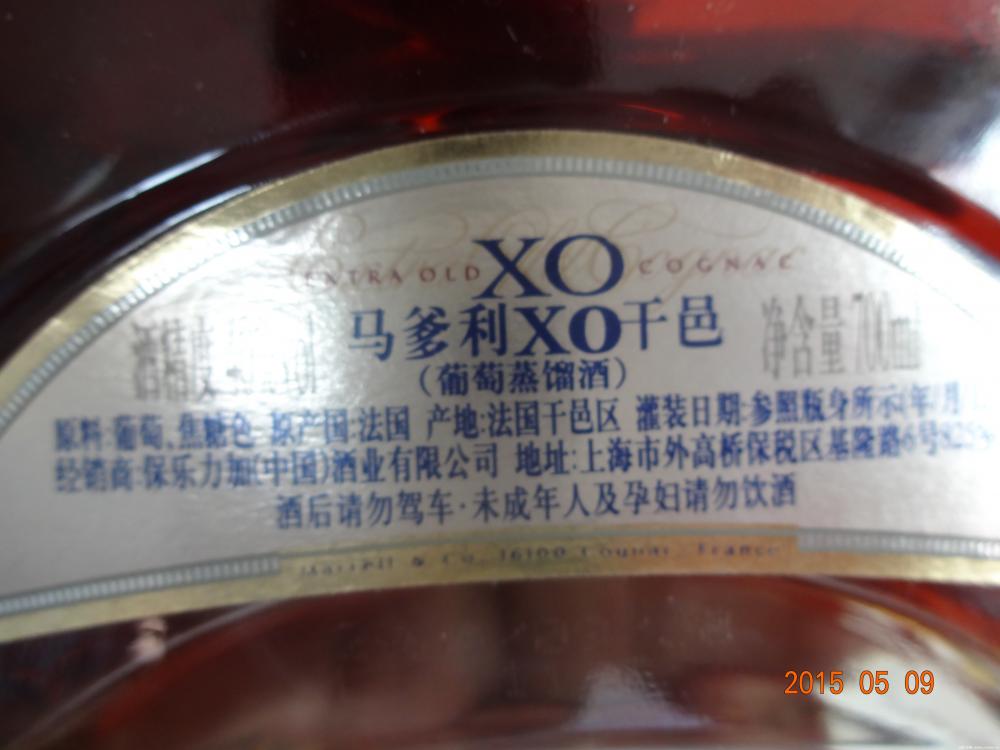 EXTRA OLD XO COGNAC
马爹利XO干邑
酒精度 净含量700ml
(葡萄蒸馏酒)
原料:葡萄、焦糖色 原产国:法国 产地:法国干邑区 灌装日期:参照瓶身所示(年/月
经销商:保乐力加(中国)酒业有限公司 地址:上海市外高桥保税区基隆路6号
酒后请勿驾车·未成年人及孕妇请勿饮酒
Martell & Co, 16100 Cognac, France
2015 05 09